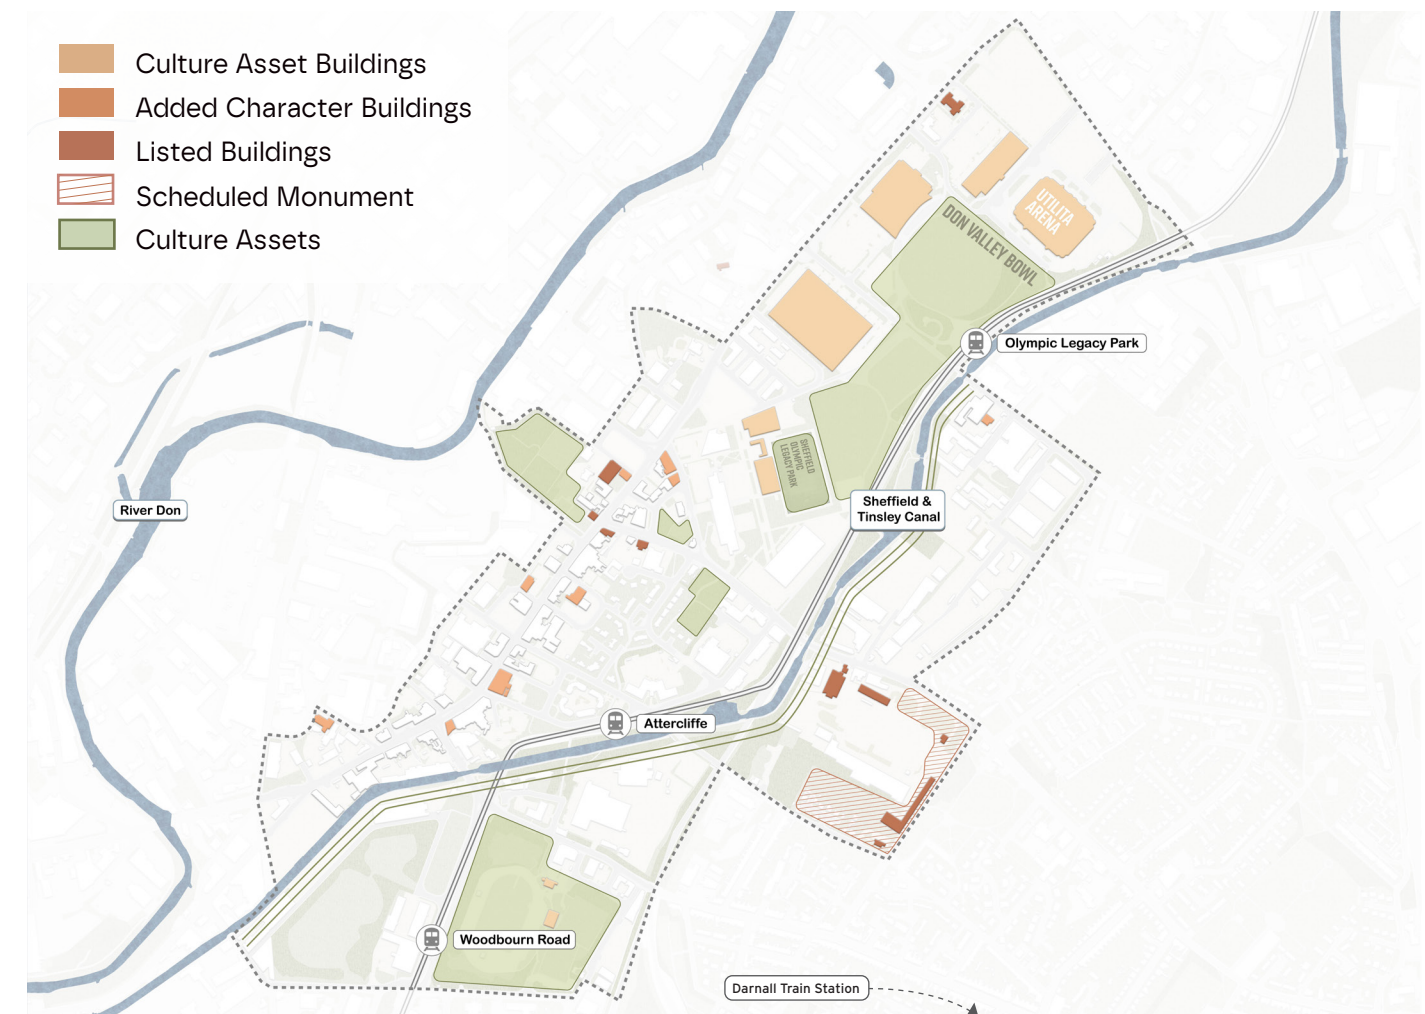 Culture Asset Buildings
Added Character Buildings
Listed Buildings
Scheduled Monument
Culture Assets
UTILITA
ARENA
DON VALLEY BOWL
Olympic Legacy Park
SHEFFIELD
OLYMPIC
LEGACY PARK
River Don
Sheffield &
Tinsley Canal
Attercliffe
Woodbourn Road
Darnall Train Station